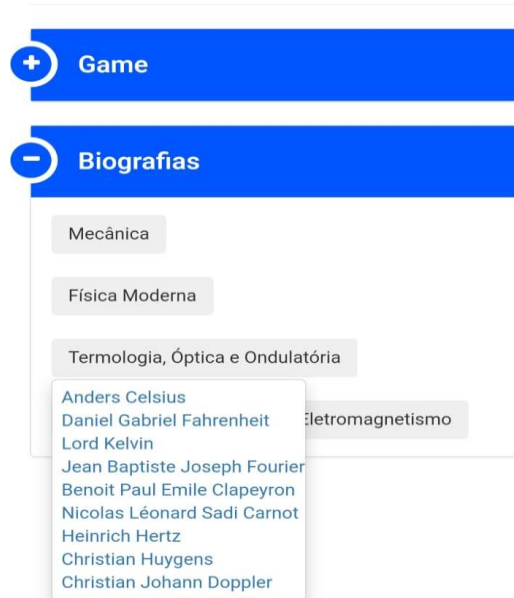 Game
Biografias
Mecânica
Física Moderna
Termologia, Óptica e Ondulatória
Anders Celsius
Daniel Gabriel Fahrenheit
Eletromagnetismo
Lord Kelvin
Jean Baptiste Joseph Fourier
Benoit Paul Emile Clapeyron
Nicolas Léonard Sadi Carnot
Heinrich Hertz
Christian Huygens
Christian Johann Doppler